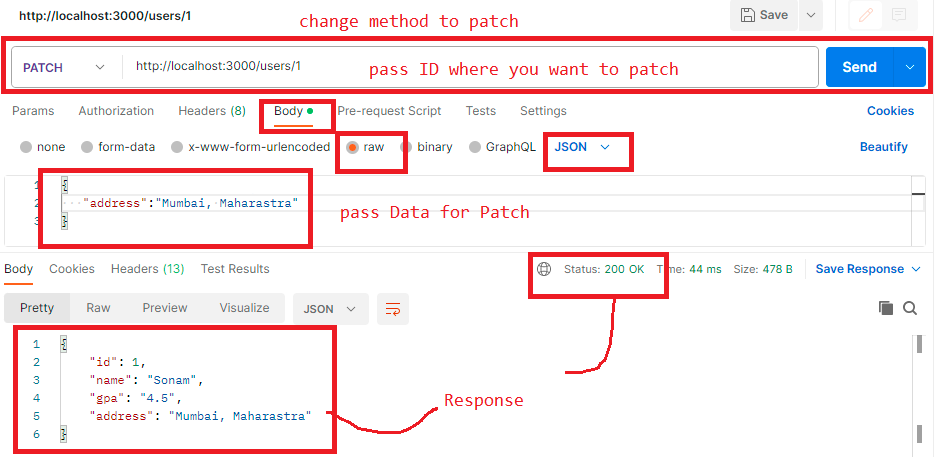 http://localhost:3000/users/1
change method to patch
Save
PATCH
http://localhost:3000/users/1
pass ID where you want to patch
Send
Params Authorization Headers (8) Body Pre-request Script Tests Settings Cookies
none form-data x-www-form-urlencoded raw binary GraphQL JSON Beautify
1 {
2 "address":"Mumbai, Maharastra"
3 }
pass Data for Patch
Body Cookies Headers (13) Test Results Status: 200 OK Time: 44 ms Size: 478 B Save Response
Pretty Raw Preview Visualize JSON
1 {
2 "id": 1,
3 "name": "Sonam",
4 "gpa": "4.5",
5 "address": "Mumbai, Maharastra"
6 }
Response